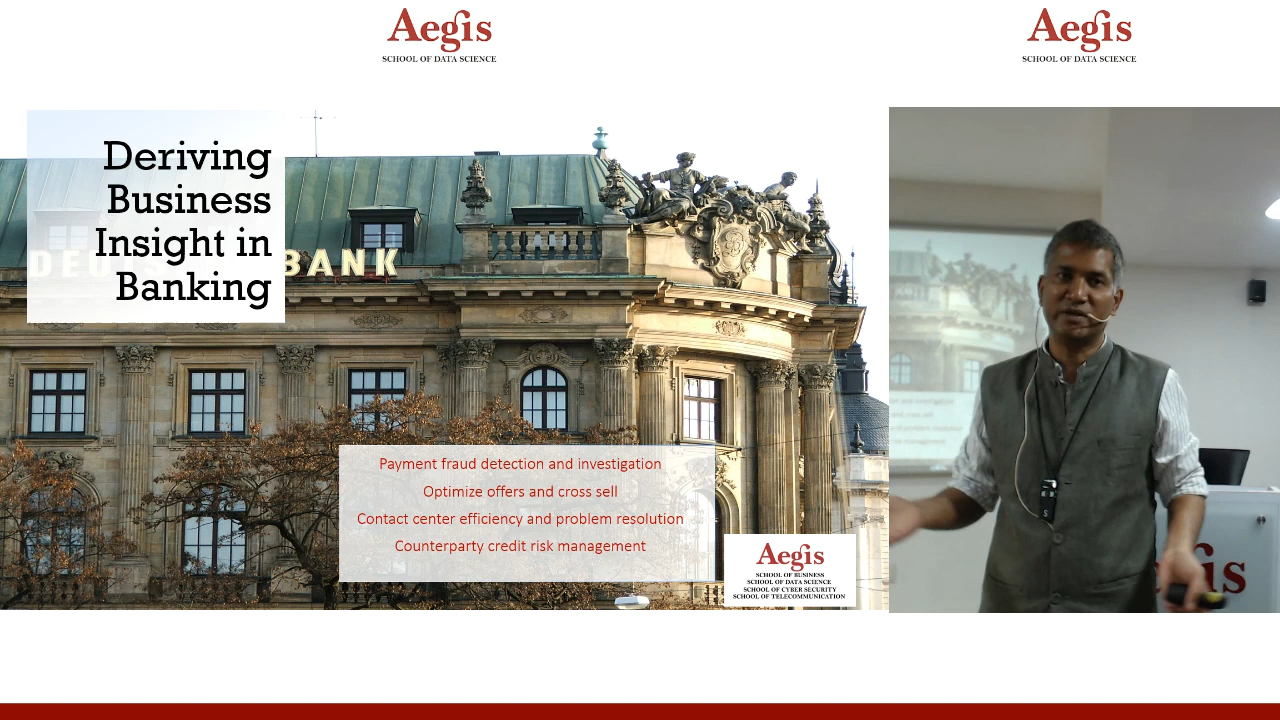 Aegis
SCHOOL OF DATA SCIENCE
Aegis
SCHOOL OF DATA SCIENCE
Deriving
Business
Insight in
Banking
BANK
Payment fraud detection and investigation
Optimize offers and cross sell
Contact center efficiency and problem resolution
Counterparty credit risk management
Aegis
SCHOOL OF BUSINESS
SCHOOL OF DATA SCIENCE
SCHOOL OF CYBER SECURITY
SCHOOL OF TELECOMMUNICATION